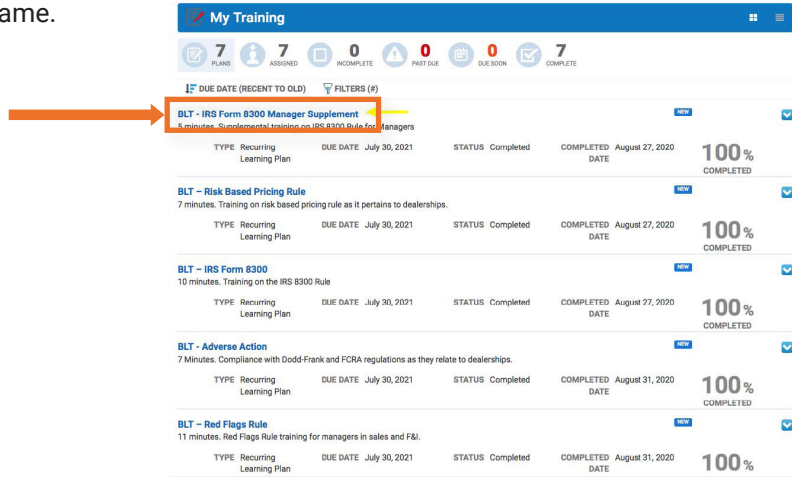 ame.
My Training
7 PLANS 7 ASSIGNED 0 INCOMPLETE 0 PAST DUE 0 DUE SOON 7 COMPLETE
DUE DATE (RECENT TO OLD) FILTERS (#)
BLT - IRS Form 8300 Manager Supplement NEW
5 minutes. Supplemental training on IRS 8300 Rule for Managers
TYPE Recurring DUE DATE July 30, 2021 STATUS Completed COMPLETED August 27, 2020 100%
Learning Plan DATE COMPLETED
BLT – Risk Based Pricing Rule NEW
7 minutes. Training on risk based pricing rule as it pertains to dealerships.
TYPE Recurring DUE DATE July 30, 2021 STATUS Completed COMPLETED August 27, 2020 100%
Learning Plan DATE COMPLETED
BLT – IRS Form 8300 NEW
10 minutes. Training on the IRS 8300 Rule
TYPE Recurring DUE DATE July 30, 2021 STATUS Completed COMPLETED August 27, 2020 100%
Learning Plan DATE COMPLETED
BLT - Adverse Action NEW
7 Minutes. Compliance with Dodd-Frank and FCRA regulations as they relate to dealerships.
TYPE Recurring DUE DATE July 30, 2021 STATUS Completed COMPLETED August 31, 2020 100%
Learning Plan DATE COMPLETED
BLT – Red Flags Rule NEW
11 minutes. Red Flags Rule training for managers in sales and F&I.
TYPE Recurring DUE DATE July 30, 2021 STATUS Completed COMPLETED August 31, 2020 100%
Learning Plan DATE